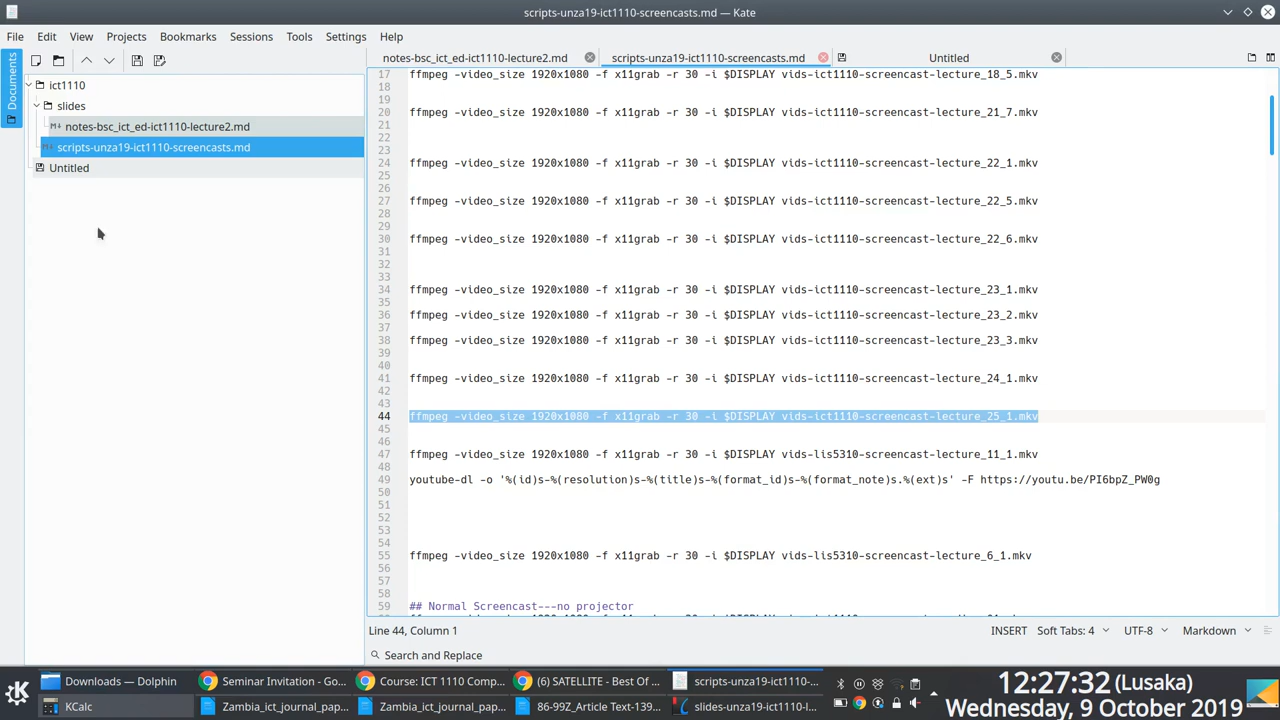 scripts-unza19-ict1110-screencasts.md — Kate
File Edit View Projects Bookmarks Sessions Tools Settings Help
Documents
notes-bsc_ict_ed-ict1110-lecture2.md
scripts-unza19-ict1110-screencasts.md
Untitled
ict1110
slides
notes-bsc_ict_ed-ict1110-lecture2.md
scripts-unza19-ict1110-screencasts.md
Untitled
17 ffmpeg -video_size 1920x1080 -f x11grab -r 30 -i $DISPLAY vids-ict1110-screencast-lecture_18_5.mkv
18
19
20 ffmpeg -video_size 1920x1080 -f x11grab -r 30 -i $DISPLAY vids-ict1110-screencast-lecture_21_7.mkv
21
22
23
24 ffmpeg -video_size 1920x1080 -f x11grab -r 30 -i $DISPLAY vids-ict1110-screencast-lecture_22_1.mkv
25
26
27 ffmpeg -video_size 1920x1080 -f x11grab -r 30 -i $DISPLAY vids-ict1110-screencast-lecture_22_5.mkv
28
29
30 ffmpeg -video_size 1920x1080 -f x11grab -r 30 -i $DISPLAY vids-ict1110-screencast-lecture_22_6.mkv
31
32
33
34 ffmpeg -video_size 1920x1080 -f x11grab -r 30 -i $DISPLAY vids-ict1110-screencast-lecture_23_1.mkv
35
36 ffmpeg -video_size 1920x1080 -f x11grab -r 30 -i $DISPLAY vids-ict1110-screencast-lecture_23_2.mkv
37
38 ffmpeg -video_size 1920x1080 -f x11grab -r 30 -i $DISPLAY vids-ict1110-screencast-lecture_23_3.mkv
39
40
41 ffmpeg -video_size 1920x1080 -f x11grab -r 30 -i $DISPLAY vids-ict1110-screencast-lecture_24_1.mkv
42
43
44 ffmpeg -video_size 1920x1080 -f x11grab -r 30 -i $DISPLAY vids-ict1110-screencast-lecture_25_1.mkv
45
46
47 ffmpeg -video_size 1920x1080 -f x11grab -r 30 -i $DISPLAY vids-lis5310-screencast-lecture_11_1.mkv
48
49 youtube-dl -o '%(id)s-%(resolution)s-%(title)s-%(format_id)s-%(format_note)s.%(ext)s' -F https://youtu.be/PI6bpZ_PW0g
50
51
52
53
54
55 ffmpeg -video_size 1920x1080 -f x11grab -r 30 -i $DISPLAY vids-lis5310-screencast-lecture_6_1.mkv
56
57
58
59 ## Normal Screencast---no projector
Line 44, Column 1 INSERT Soft Tabs: 4 UTF-8 Markdown
Search and Replace
Downloads — Dolphin
Seminar Invitation - Go...
Course: ICT 1110 Comp...
(6) SATELLITE - Best Of ...
scripts-unza19-ict1110-...
KCalc
Zambia_ict_journal_pap...
Zambia_ict_journal_pap...
86-99Z_Article Text-139...
slides-unza19-ict1110-l...
12:27:32 (Lusaka)
Wednesday, 9 October 2019